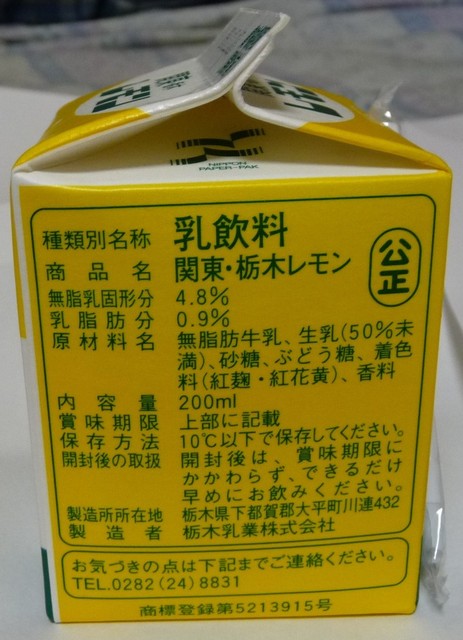 NIPPON
PAPER-PAK
種類別名称 乳飲料
公正
商品名 関東・栃木レモン
無脂乳固形分 4.8%
乳脂肪分 0.9%
原材料名 無脂肪牛乳、生乳(50%未
満)、砂糖、ぶどう糖、着色
料(紅麹・紅花黄)、香料
内容量 200ml
賞味期限 上部に記載
保存方法 10℃以下で保存してください。
開封後の取扱 開封後は、賞味期限に
かかわらず、できるだけ
早めにお飲みください。
製造所所在地 栃木県下都賀郡大平町川連432
製造者 栃木乳業株式会社
お気づきの点は下記までご連絡ください。
TEL.0282(24)8831
商標登録第5213915号